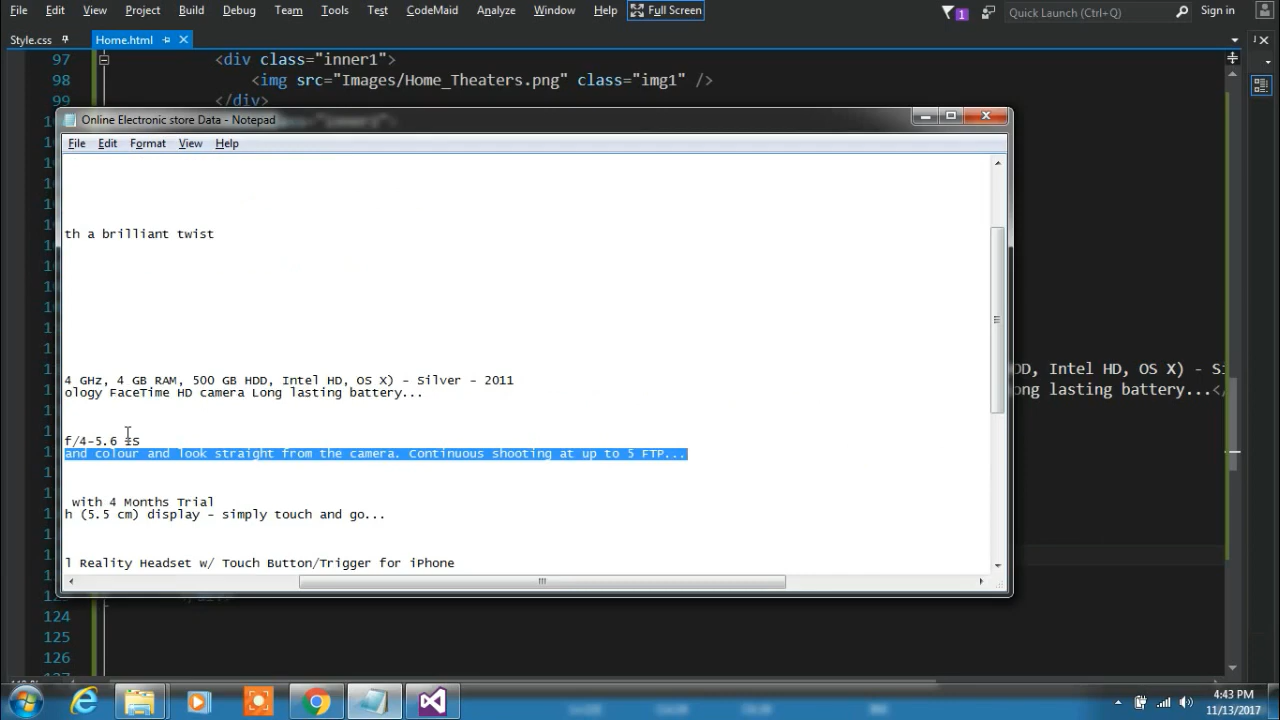 File Edit View Project Build Debug Team Tools Test CodeMaid Analyze Window Help Full Screen 1 Quick Launch (Ctrl+Q) Sign in
Style.css Home.html
97 <div class="inner1">
98 <img src="Images/Home_Theaters.png" class="img1" />
99 </div>
Online Electronic store Data - Notepad
File Edit Format View Help
th a brilliant twist
4 GHz, 4 GB RAM, 500 GB HDD, Intel HD, OS X) - Silver - 2011
ology FaceTime HD camera Long lasting battery...
f/4-5.6 IS
and colour and look straight from the camera. Continuous shooting at up to 5 FTP...
with 4 Months Trial
h (5.5 cm) display - simply touch and go...
l Reality Headset w/ Touch Button/Trigger for iPhone
DD, Intel HD, OS X) - S
ong lasting battery...</
124
125
126
4:43 PM
11/13/2017